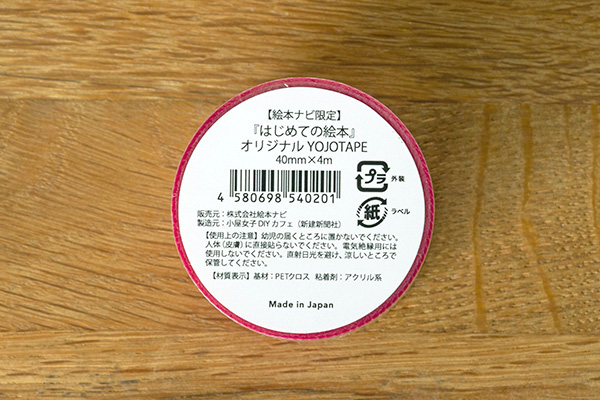 【絵本ナビ限定】
『はじめての絵本』
オリジナル YOJOTAPE
40mm×4m
4 580698 540201
プラ 外装
紙 ラベル
販売元：株式会社絵本ナビ
製造元：小屋女子DIYカフェ（新建新聞社）
【使用上の注意】幼児の届くところに置かないでください。
人体（皮膚）に直接貼らないでください。電気絶縁用には
使用しないでください。直射日光を避け、涼しいところで
保管してください。
【材質表示】基材：PETクロス 粘着剤：アクリル系
Made in Japan